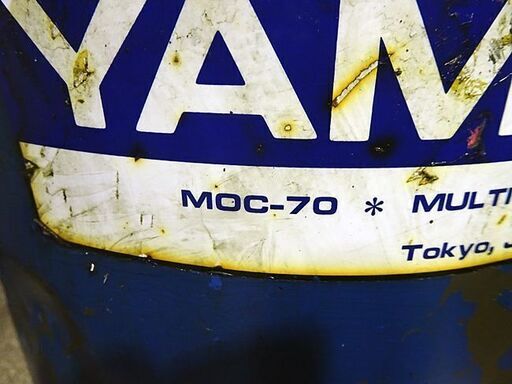 YAM
MOC-70 * MULTI
Tokyo, J